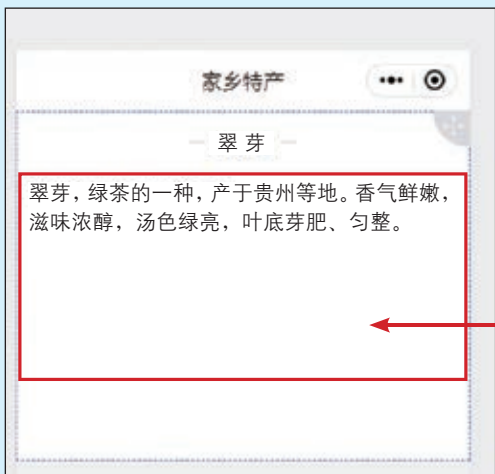 家乡特产
翠 芽
翠芽，绿茶的一种，产于贵州等地。香气鲜嫩，
滋味浓醇，汤色绿亮，叶底芽肥、匀整。